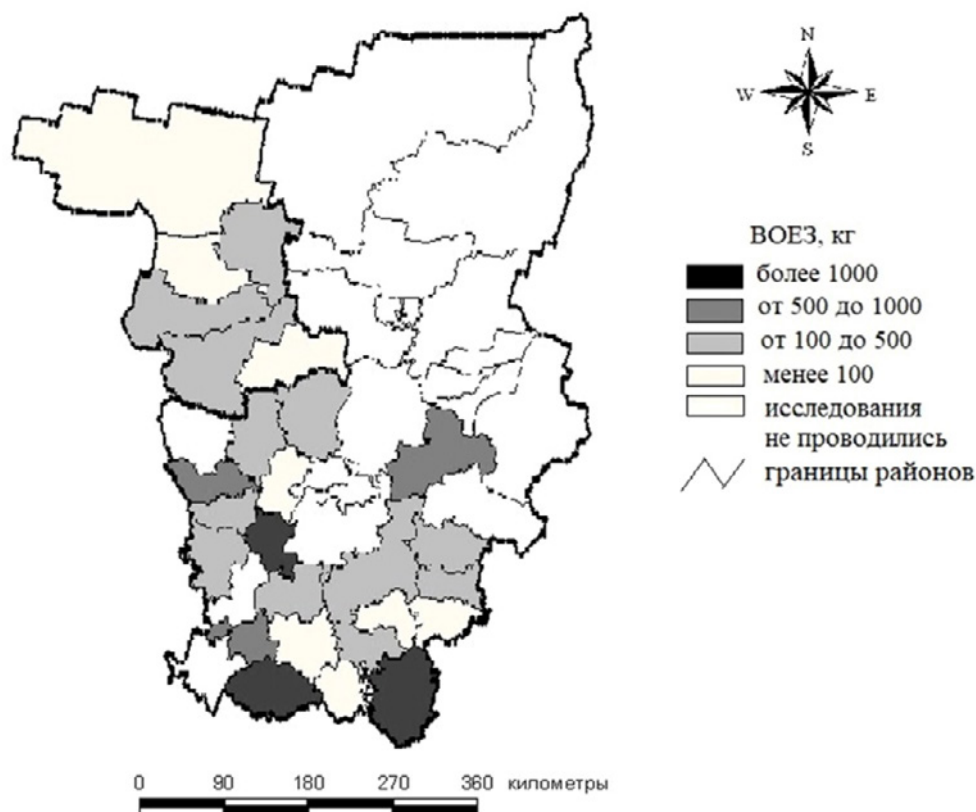 N
W
E
S
ВОЕЗ, кг
более 1000
от 500 до 1000
от 100 до 500
менее 100
исследования
не проводились
границы районов
0 90 180 270 360 километры